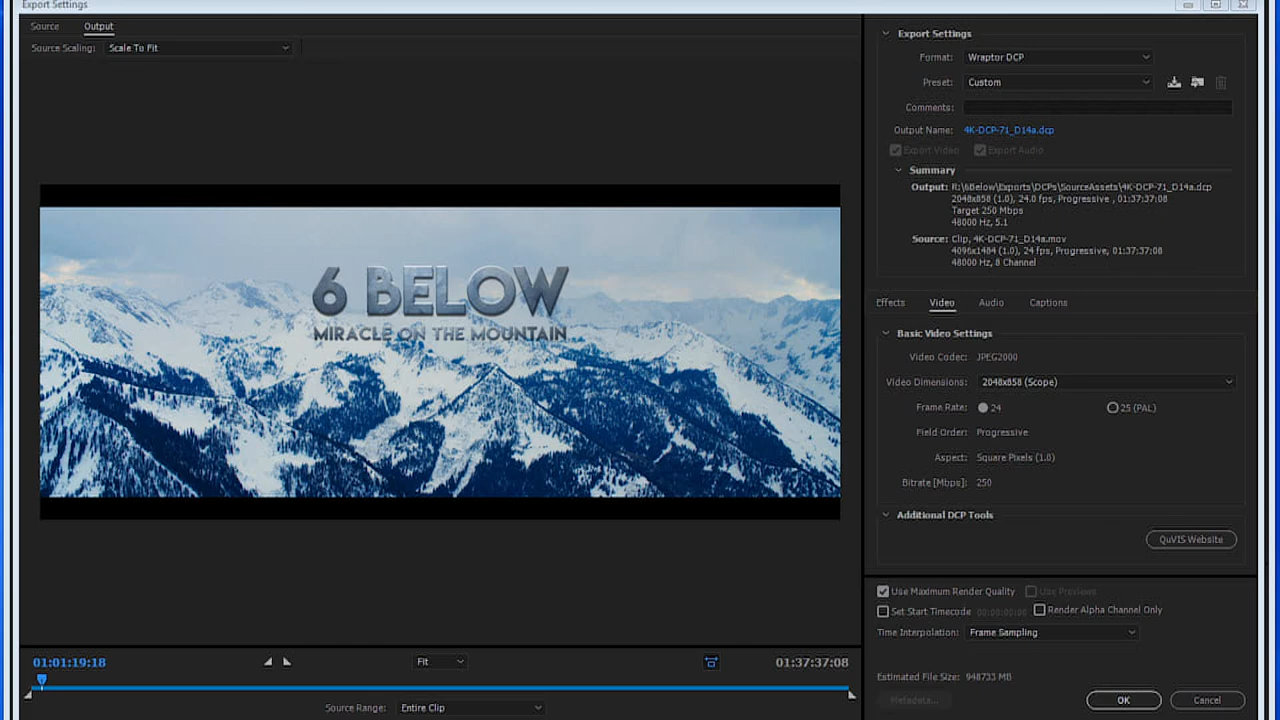 Export Settings
Source Output
Source Scaling: Scale To Fit
6 BELOW
MIRACLE ON THE MOUNTAIN
01:01:19:18
Fit
01:37:37:08
Source Range: Entire Clip
Export Settings
Format: Wraptor DCP
Preset: Custom
Comments:
Output Name: 4K-DCP-71_D14a.dcp
Export Video Export Audio
Summary
Output: R:\6Below\Exports\DCPs\SourceAssets\4K-DCP-71_D14a.dcp
2048x858 (1.0), 24.0 fps, Progressive , 01:37:37:08
Target 250 Mbps
48000 Hz, 5.1
Source: Clip, 4K-DCP-71_D14a.mov
4096x1484 (1.0), 24 fps, Progressive, 01:37:37:08
48000 Hz, 8 Channel
Effects Video Audio Captions
Basic Video Settings
Video Codec: JPEG2000
Video Dimensions: 2048x858 (Scope)
Frame Rate: 24 25 (PAL)
Field Order: Progressive
Aspect: Square Pixels (1.0)
Bitrate [Mbps]: 250
Additional DCP Tools
QuVIS Website
Use Maximum Render Quality Use Previews
Set Start Timecode 00:00:00:00 Render Alpha Channel Only
Time Interpolation: Frame Sampling
Estimated File Size: 948733 MB
Metadata... OK Cancel